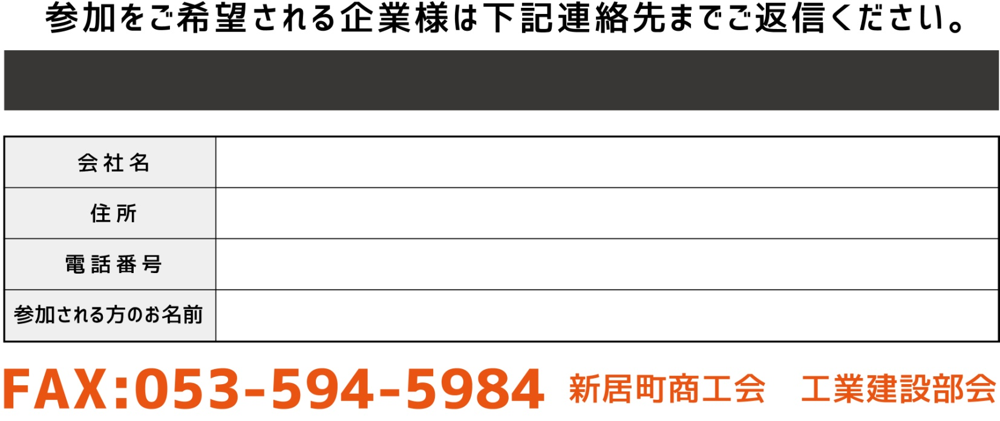 参加をご希望される企業様は下記連絡先までご返信ください。
会社名
住所
電話番号
参加される方のお名前
FAX:053-594-5984 新居町商工会　工業建設部会